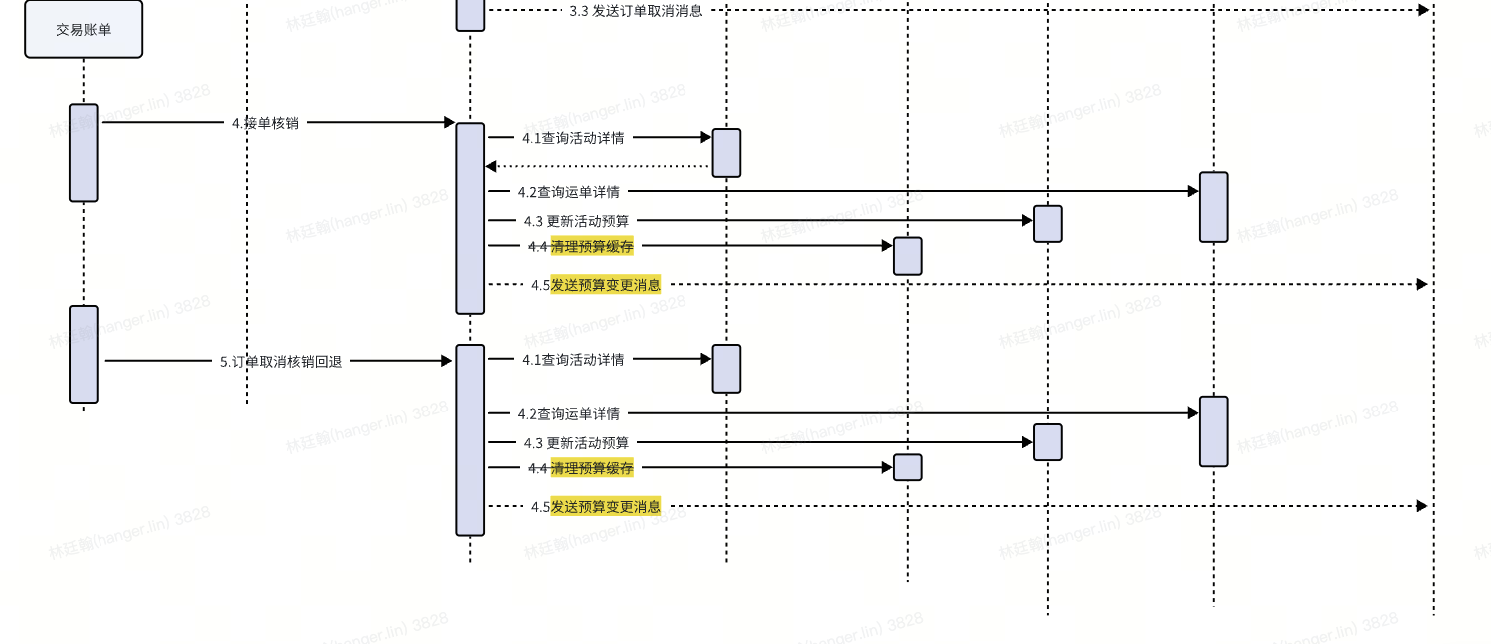 3.3 发送订单取消消息
交易账单
4.接单核销
4.1查询活动详情
4.2查询运单详情
4.3 更新活动预算
4.4 清理预算缓存
4.5发送预算变更消息
5.订单取消核销回退
4.1查询活动详情
4.2查询运单详情
4.3 更新活动预算
4.4 清理预算缓存
4.5发送预算变更消息
林廷翰(hanger.lin) 3828